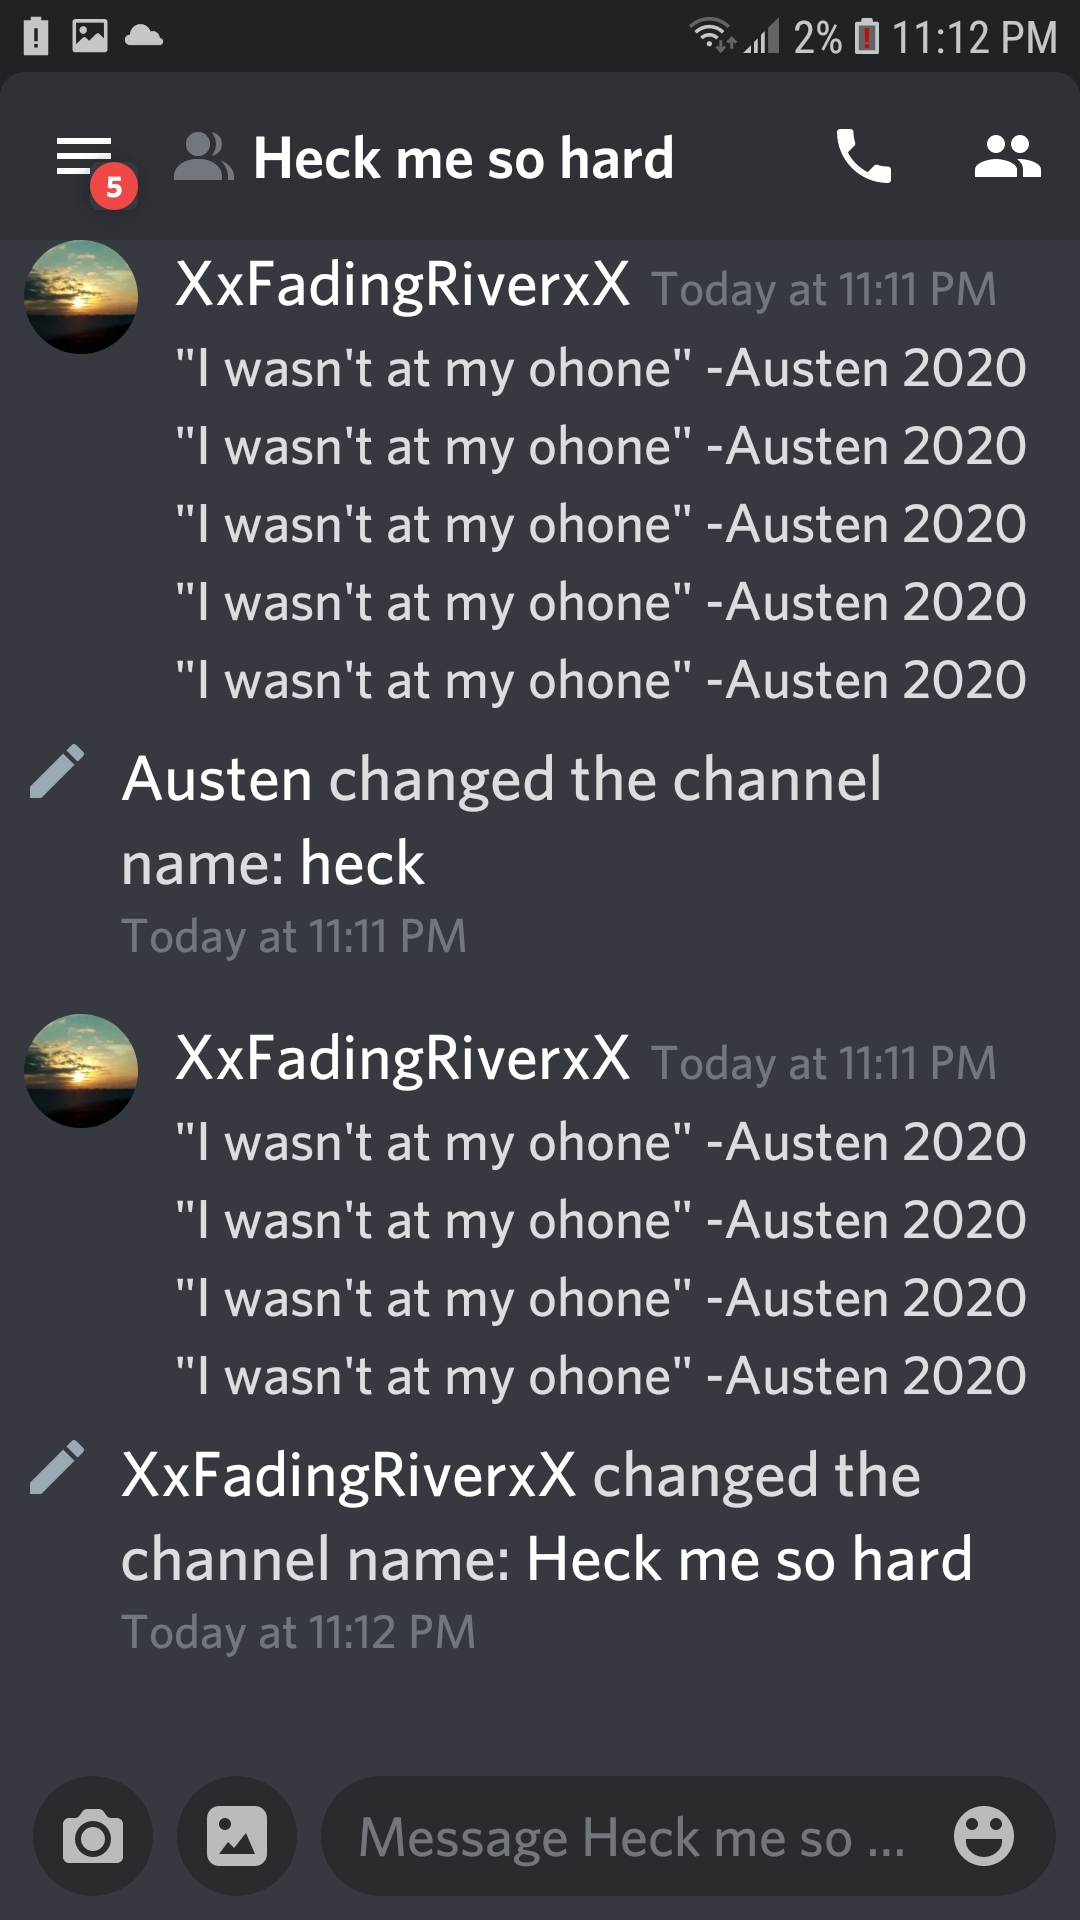 2% 11:12 PM
5
Heck me so hard
XxFadingRiverxX Today at 11:11 PM
"I wasn't at my ohone" -Austen 2020
"I wasn't at my ohone" -Austen 2020
"I wasn't at my ohone" -Austen 2020
"I wasn't at my ohone" -Austen 2020
"I wasn't at my ohone" -Austen 2020
Austen changed the channel
name: heck
Today at 11:11 PM
XxFadingRiverxX Today at 11:11 PM
"I wasn't at my ohone" -Austen 2020
"I wasn't at my ohone" -Austen 2020
"I wasn't at my ohone" -Austen 2020
"I wasn't at my ohone" -Austen 2020
XxFadingRiverxX changed the
channel name: Heck me so hard
Today at 11:12 PM
Message Heck me so ...